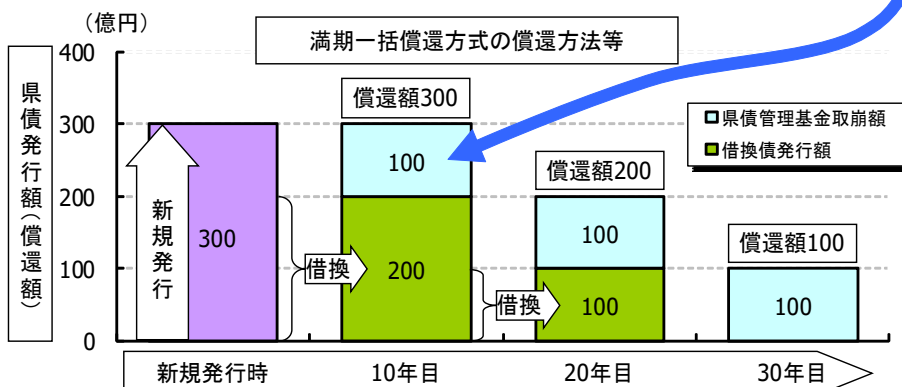 （億円）
満期一括償還方式の償還方法等
県債発行額（償還額）
400
300
200
100
0
償還額300
償還額200
償還額100
県債管理基金取崩額
借換債発行額
新規発行
300
借換
100
200
借換
100
100
100
新規発行時
10年目
20年目
30年目